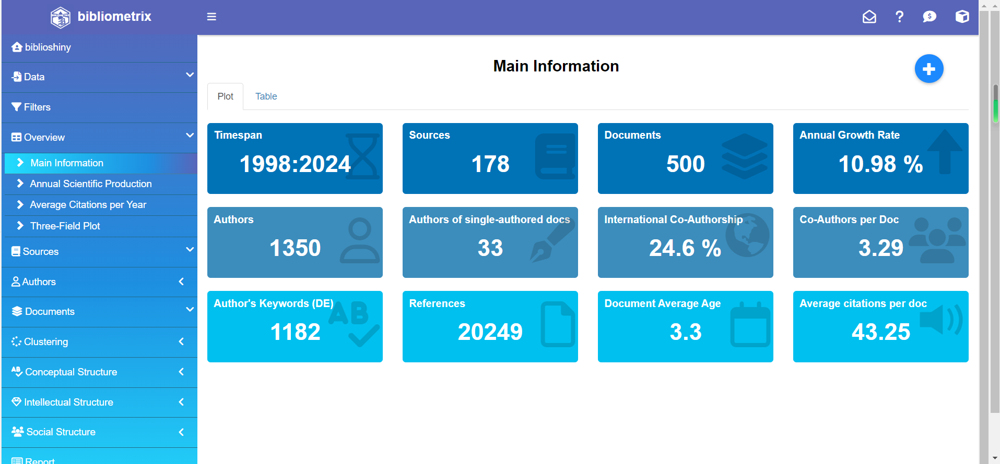 bibliometrix
biblioshiny
Data
Filters
Overview
Main Information
Annual Scientific Production
Average Citations per Year
Three-Field Plot
Sources
Authors
Documents
Clustering
Conceptual Structure
Intellectual Structure
Social Structure
Report
Main Information
Plot Table
Timespan
1998:2024
Sources
178
Documents
500
Annual Growth Rate
10.98 %
Authors
1350
Authors of single-authored docs
33
International Co-Authorship
24.6 %
Co-Authors per Doc
3.29
Author's Keywords (DE)
1182
References
20249
Document Average Age
3.3
Average citations per doc
43.25